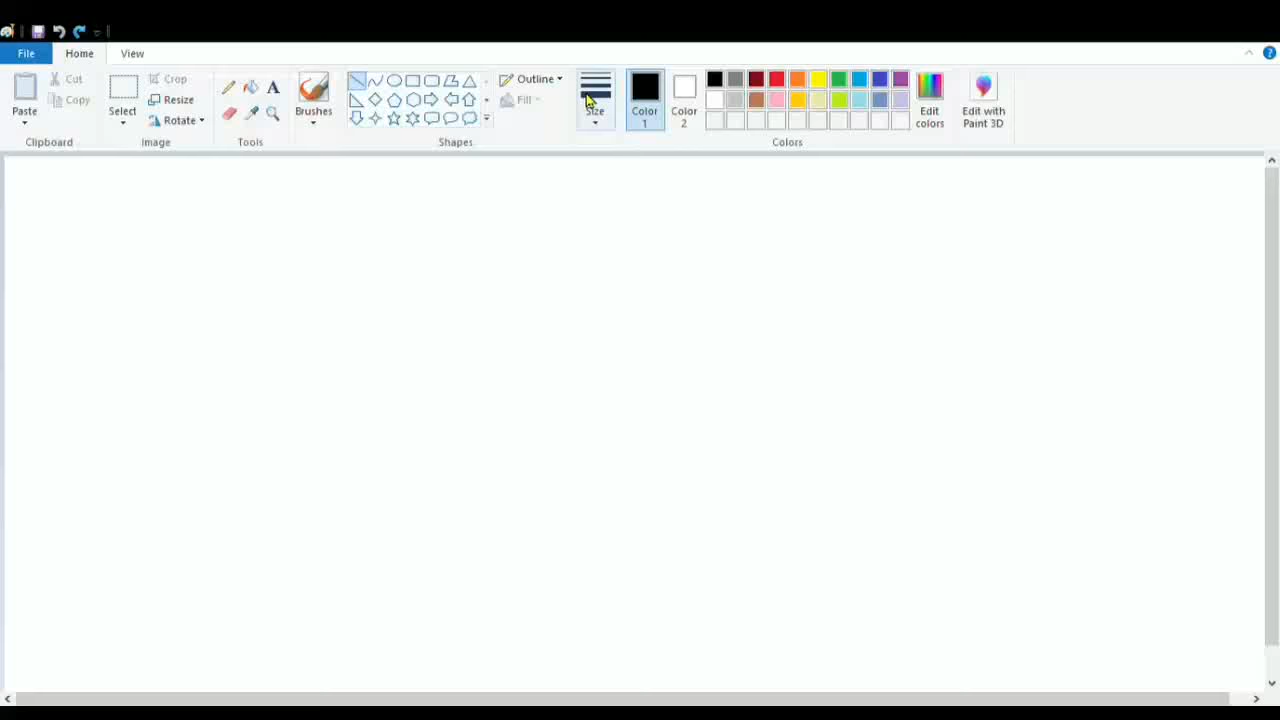 File Home View
Cut
Copy
Paste
Clipboard
Select
Crop
Resize
Rotate
Image
A
Tools
Brushes
Shapes
Outline
Fill
Size
Color
1
Color
2
Edit
colors
Colors
Edit with
Paint 3D
?